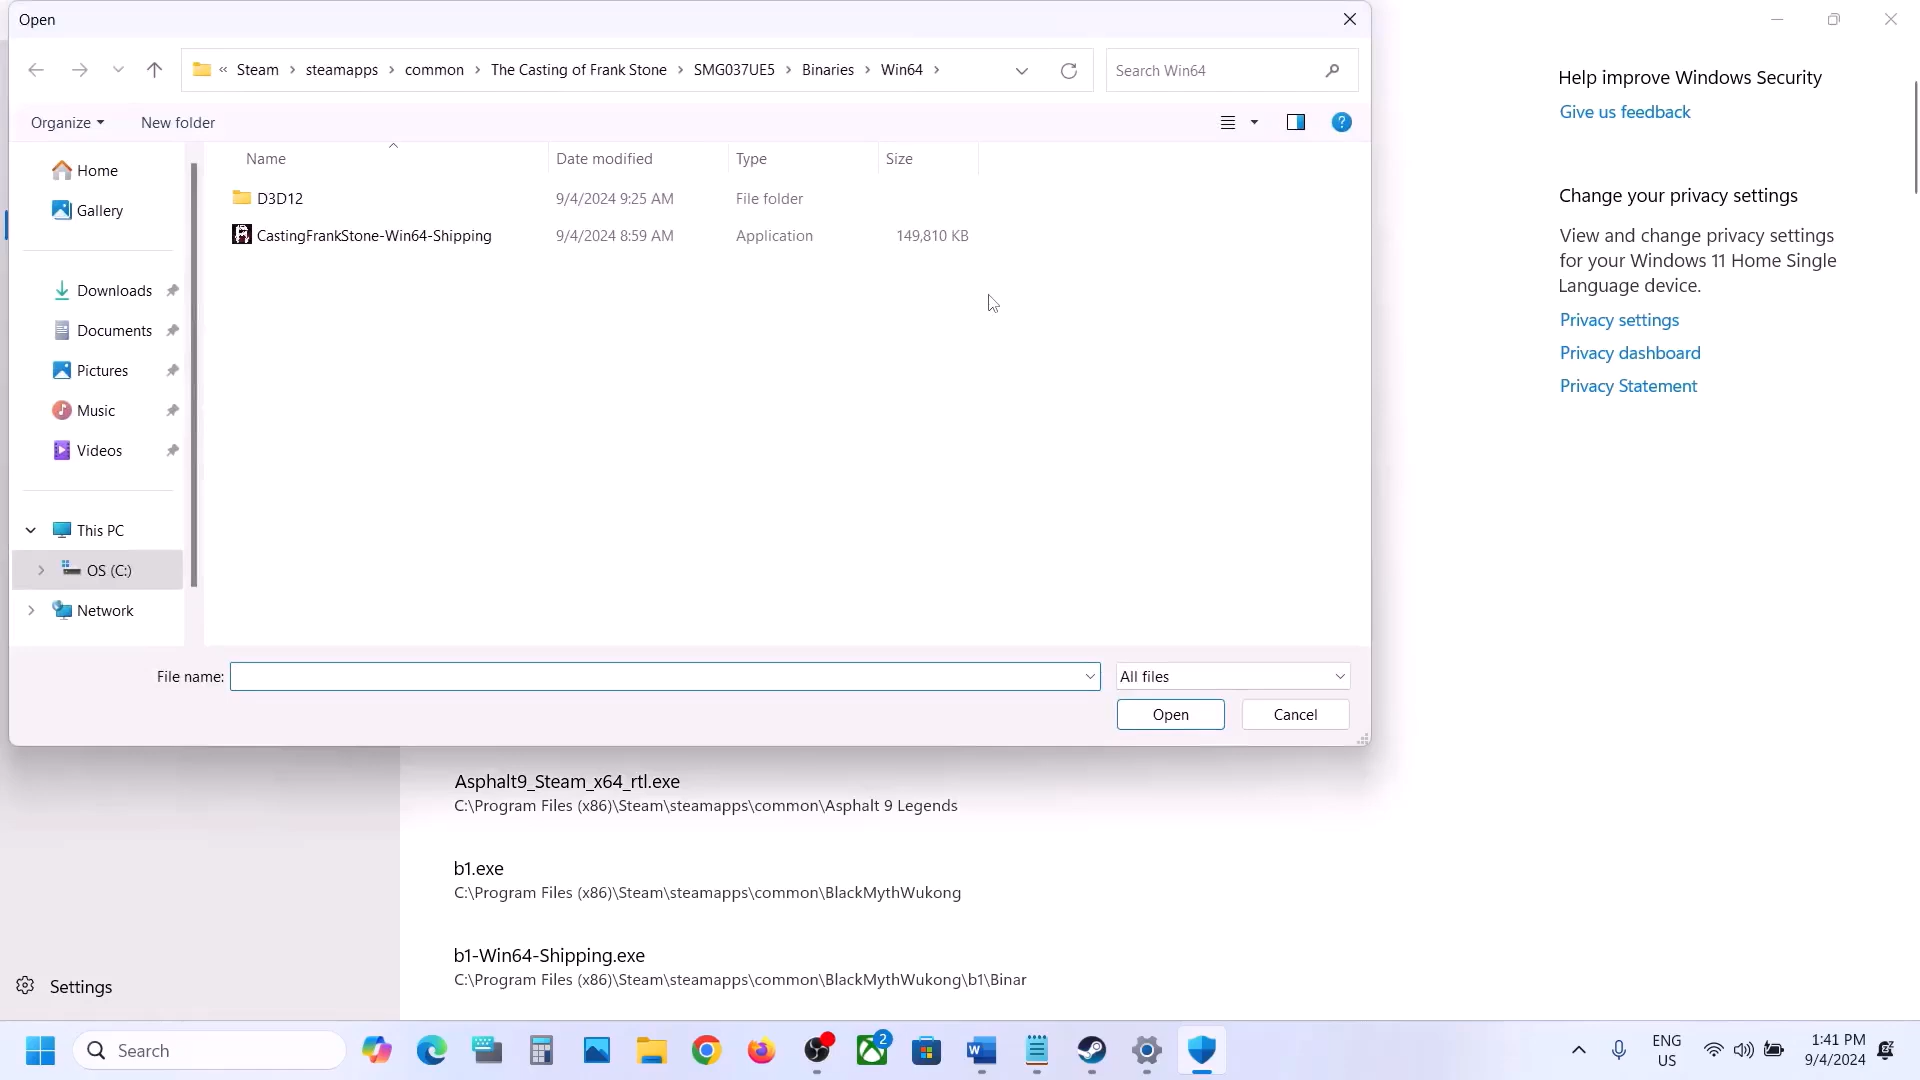 Open
« Steam › steamapps › common › The Casting of Frank Stone › SMG037UE5 › Binaries › Win64 ›
Search Win64
Organize
New folder
Name
Date modified
Type
Size
D3D12
9/4/2024 9:25 AM
File folder
CastingFrankStone-Win64-Shipping
9/4/2024 8:59 AM
Application
149,810 KB
Home
Gallery
Downloads
Documents
Pictures
Music
Videos
This PC
OS (C:)
Network
File name:
All files
Open
Cancel
Help improve Windows Security
Give us feedback
Change your privacy settings
View and change privacy settings
for your Windows 11 Home Single
Language device.
Privacy settings
Privacy dashboard
Privacy Statement
Asphalt9_Steam_x64_rtl.exe
C:\Program Files (x86)\Steam\steamapps\common\Asphalt 9 Legends
b1.exe
C:\Program Files (x86)\Steam\steamapps\common\BlackMythWukong
b1-Win64-Shipping.exe
C:\Program Files (x86)\Steam\steamapps\common\BlackMythWukong\b1\Binar
Settings
Search
2
ENG
US
1:41 PM
9/4/2024